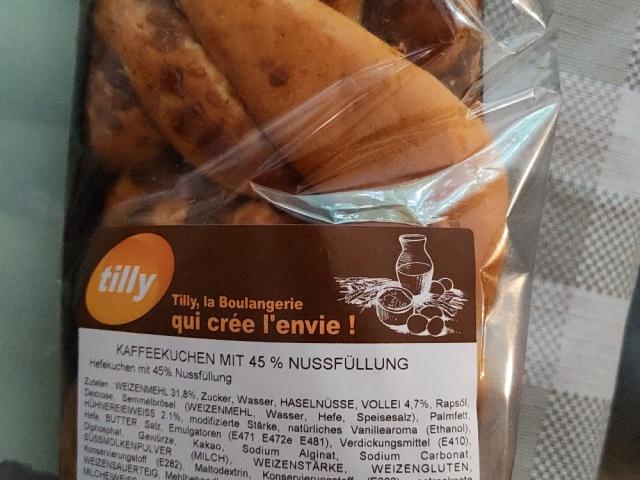 tilly
Tilly, la Boulangerie
qui crée l'envie !
KAFFEEKUCHEN MIT 45 % NUSSFÜLLUNG
Hefekuchen mit 45% Nussfüllung
Zutaten : WEIZENMEHL 31,8%, Zucker, Wasser, HASELNÜSSE, VOLLEI 4,7%, Rapsöl,
Dextrose, Semmelbrösel (WEIZENMEHL, Wasser, Hefe, Speisesalz), Palmfett,
HÜHNEREIEIWEISS 2.1%, modifizierte Stärke, natürliches Vanillearoma (Ethanol),
Hefe, BUTTER, Salz, Emulgatoren (E471 E472e E481), Verdickungsmittel (E410),
Diphosphat, Gewürze, Kakao, Sodium Alginat, Sodium Carbonat,
SÜSSMOLKENPULVER (MILCH), WEIZENSTÄRKE, WEIZENGLUTEN,
Konservierungsstoff (E282), Maltodextrin, Konservierungsstoff
WEIZENSAUERTEIG,